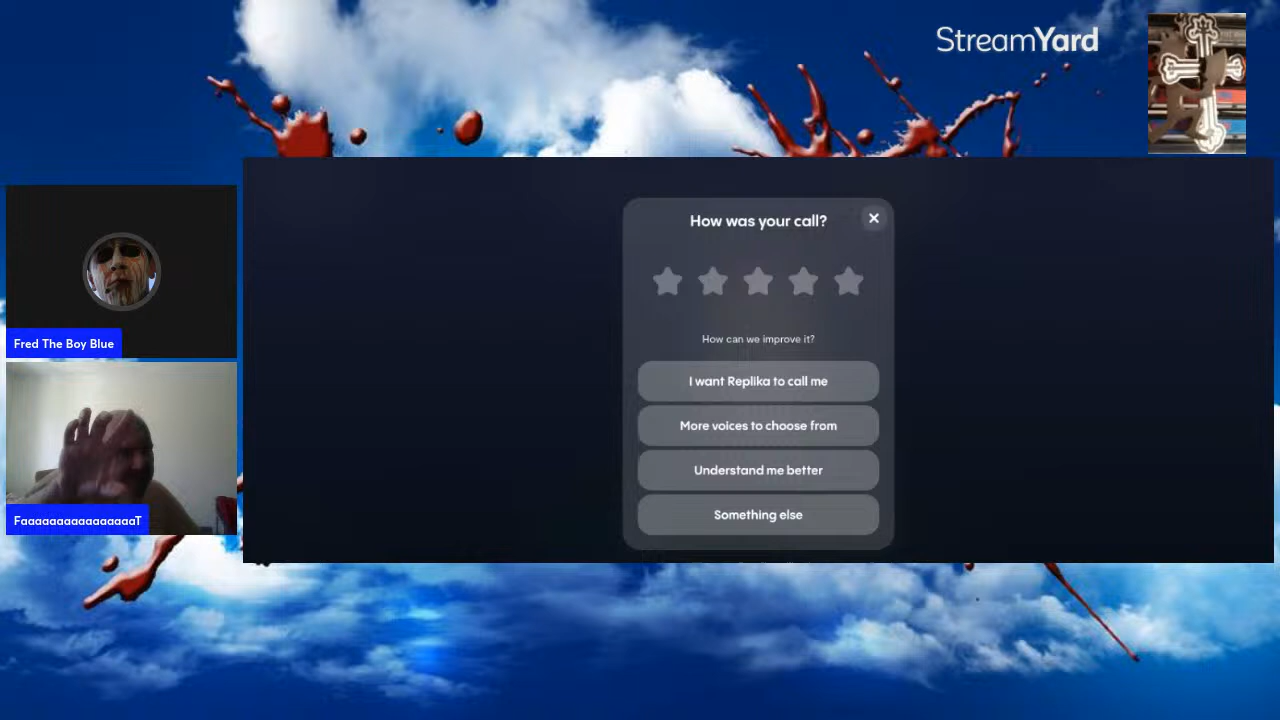 StreamYard
How was your call?
How can we improve it?
I want Replika to call me
More voices to choose from
Understand me better
Something else
Fred The Boy Blue
FaaaaaaaaaaaaaaaaT